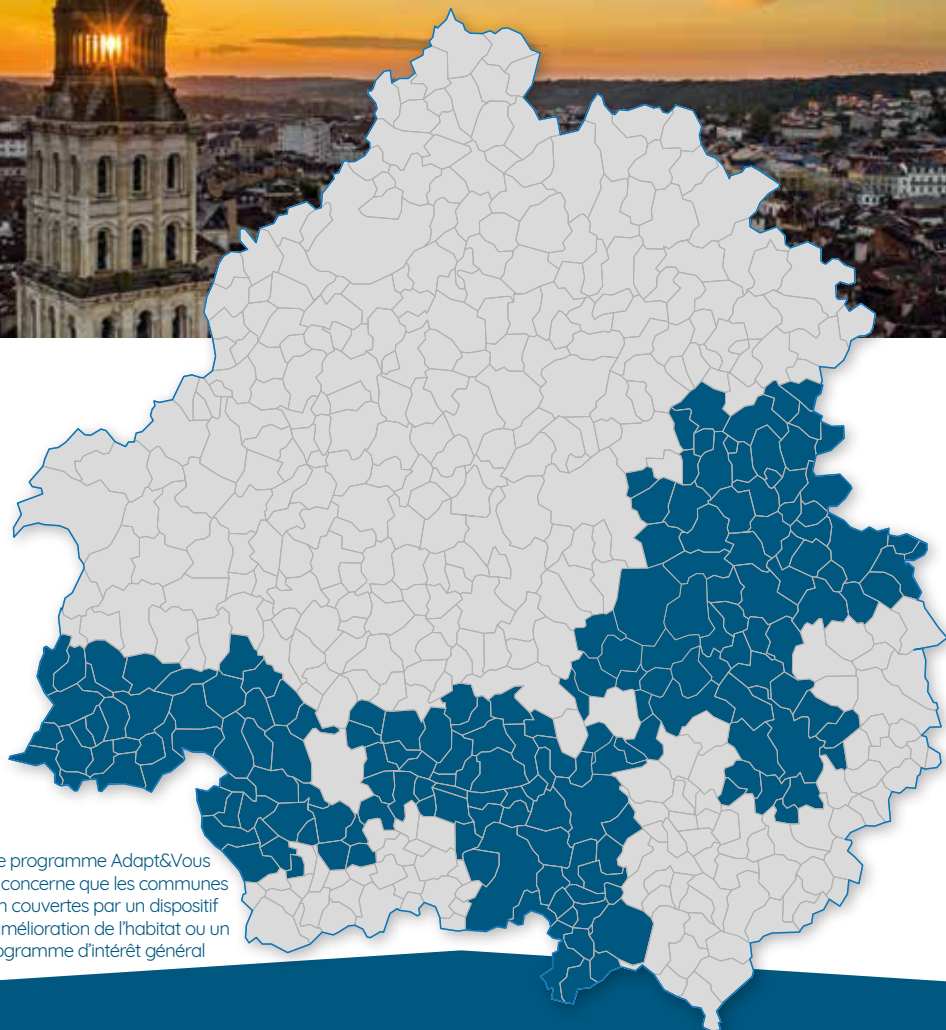 e programme Adapt&Vous
concerne que les communes
n couvertes par un dispositif
mélioration de l'habitat ou un
ogramme d'intérêt général